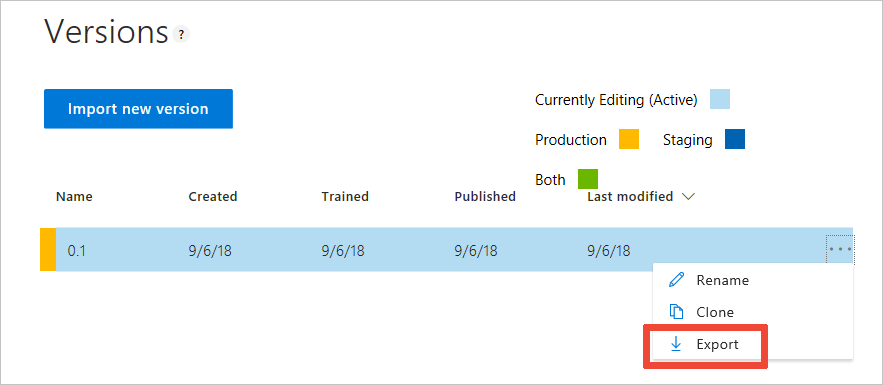 Versions ?
Import new version
Currently Editing (Active)
Production Staging
Both
Name Created Trained Published Last modified
0.1 9/6/18 9/6/18 9/6/18 9/6/18 ...
Rename
Clone
Export